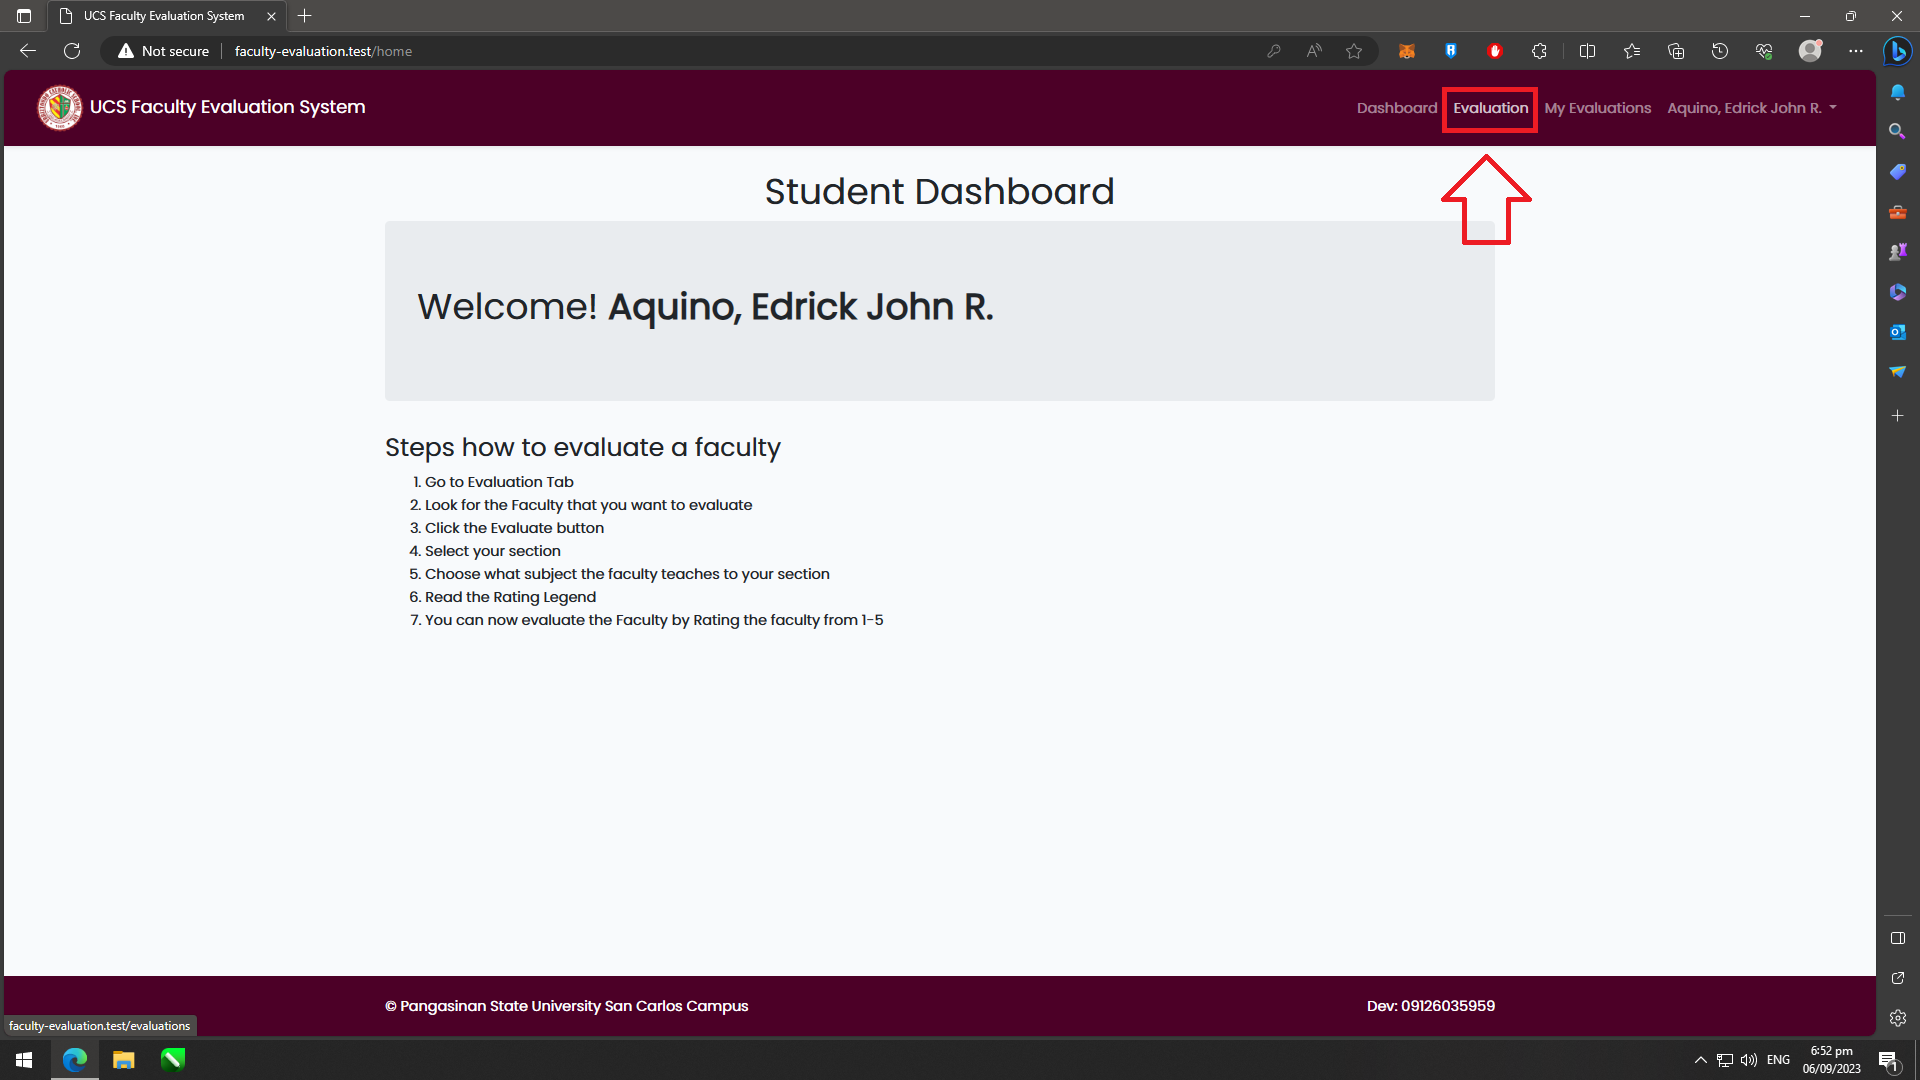 UCS Faculty Evaluation System
Not secure
faculty-evaluation.test/home
UCS Faculty Evaluation System
Dashboard
Evaluation
My Evaluations
Aquino, Edrick John R.
Student Dashboard
Welcome! Aquino, Edrick John R.
Steps how to evaluate a faculty
1. Go to Evaluation Tab
2. Look for the Faculty that you want to evaluate
3. Click the Evaluate button
4. Select your section
5. Choose what subject the faculty teaches to your section
6. Read the Rating Legend
7. You can now evaluate the Faculty by Rating the faculty from 1-5
© Pangasinan State University San Carlos Campus
Dev: 09126035959
faculty-evaluation.test/evaluations
ENG
6:52 pm
06/09/2023
1